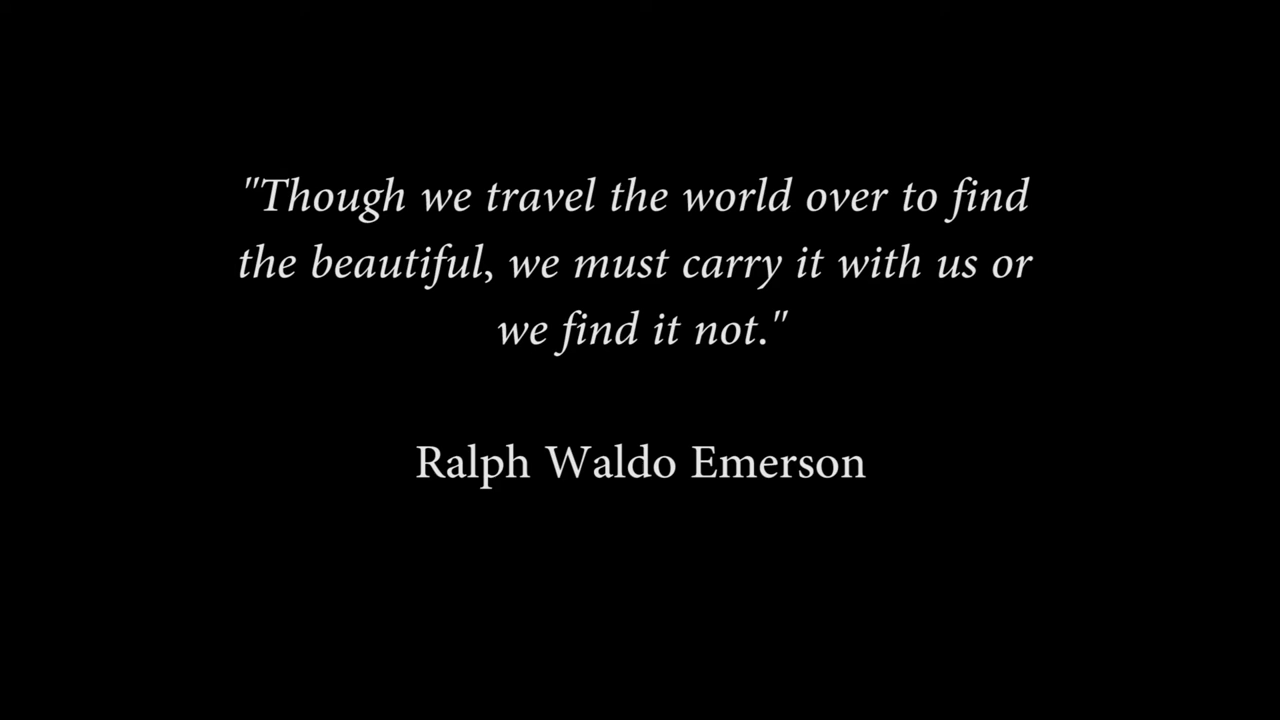 "Though we travel the world over to find
the beautiful, we must carry it with us or
we find it not."
Ralph Waldo Emerson